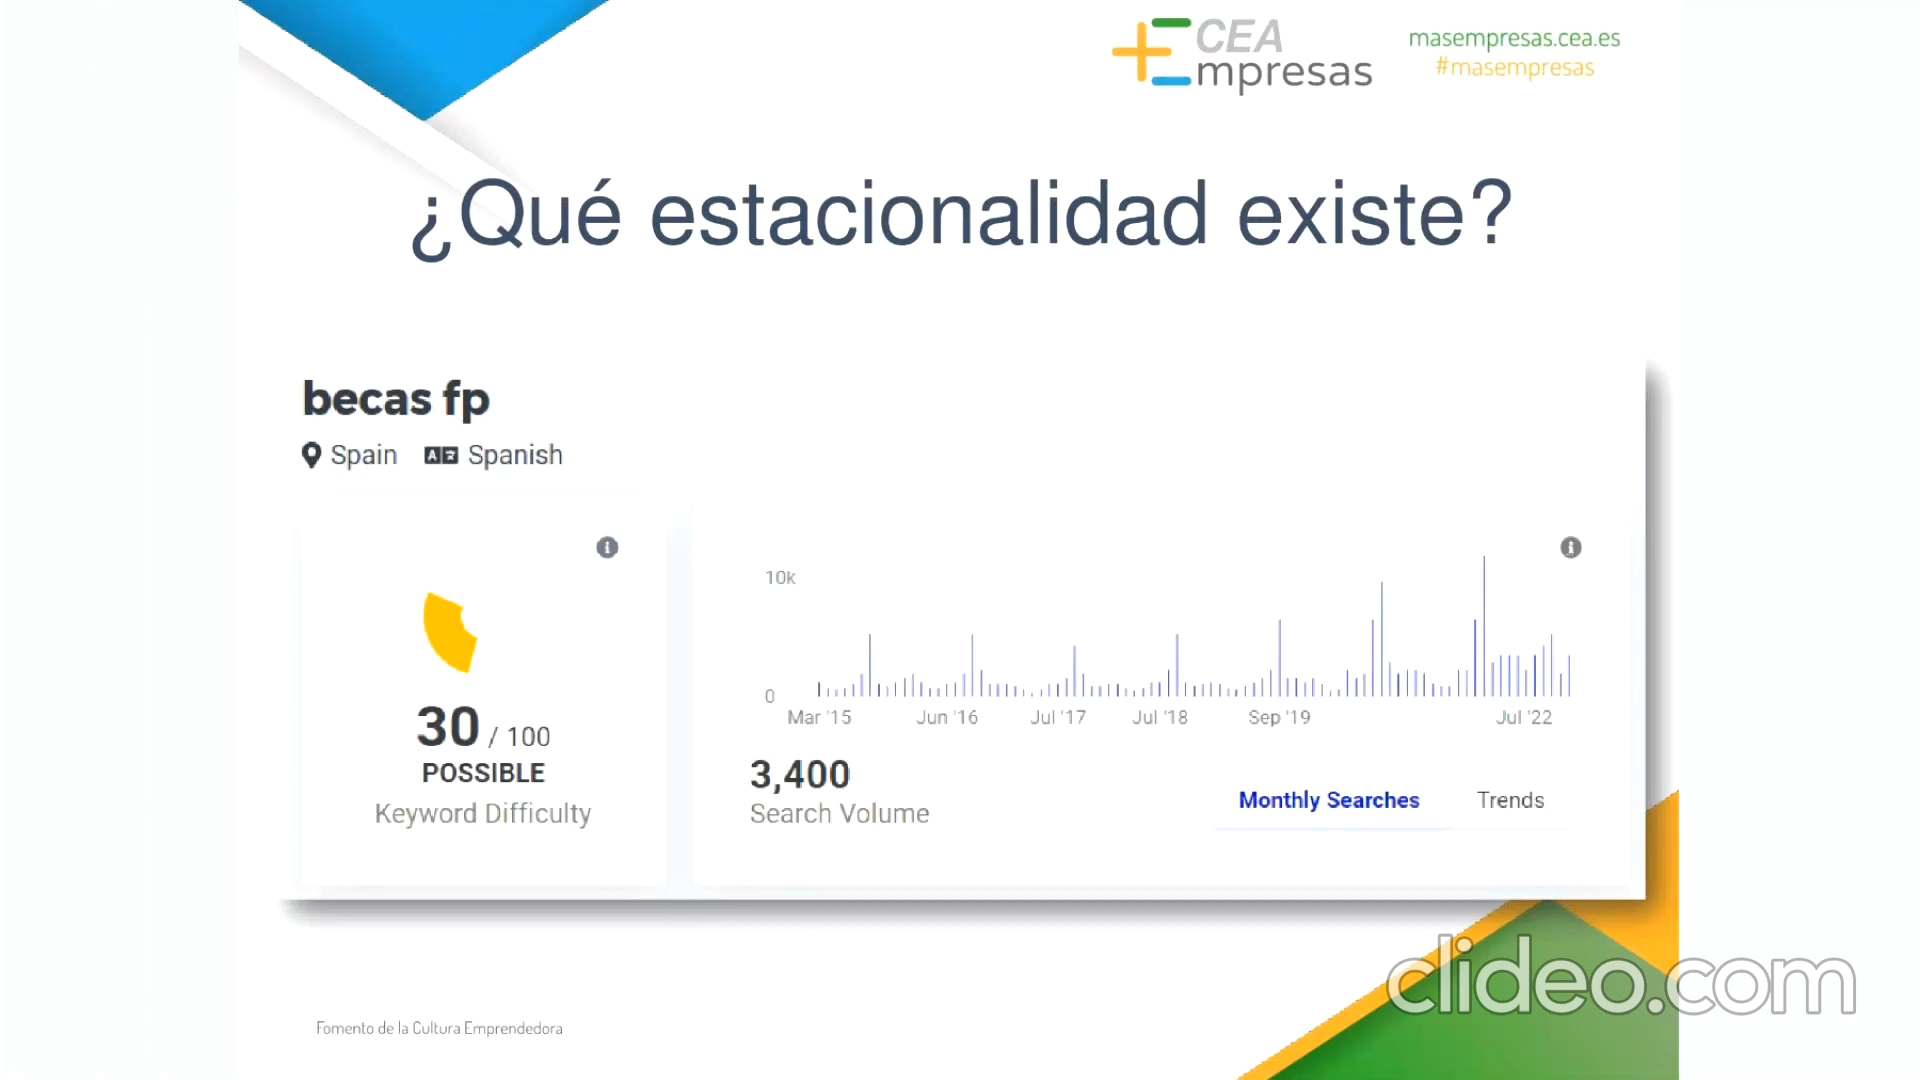 CEA
Empresas
masempresas.cea.es
#masempresas
¿Qué estacionalidad existe?
becas fp
Spain Spanish
10k
0
Mar '15 Jun '16 Jul '17 Jul '18 Sep '19 Jul '22
30 / 100
POSSIBLE
Keyword Difficulty
3,400
Search Volume
Monthly Searches Trends
clideo.com
Fomento de la Cultura Emprendedora